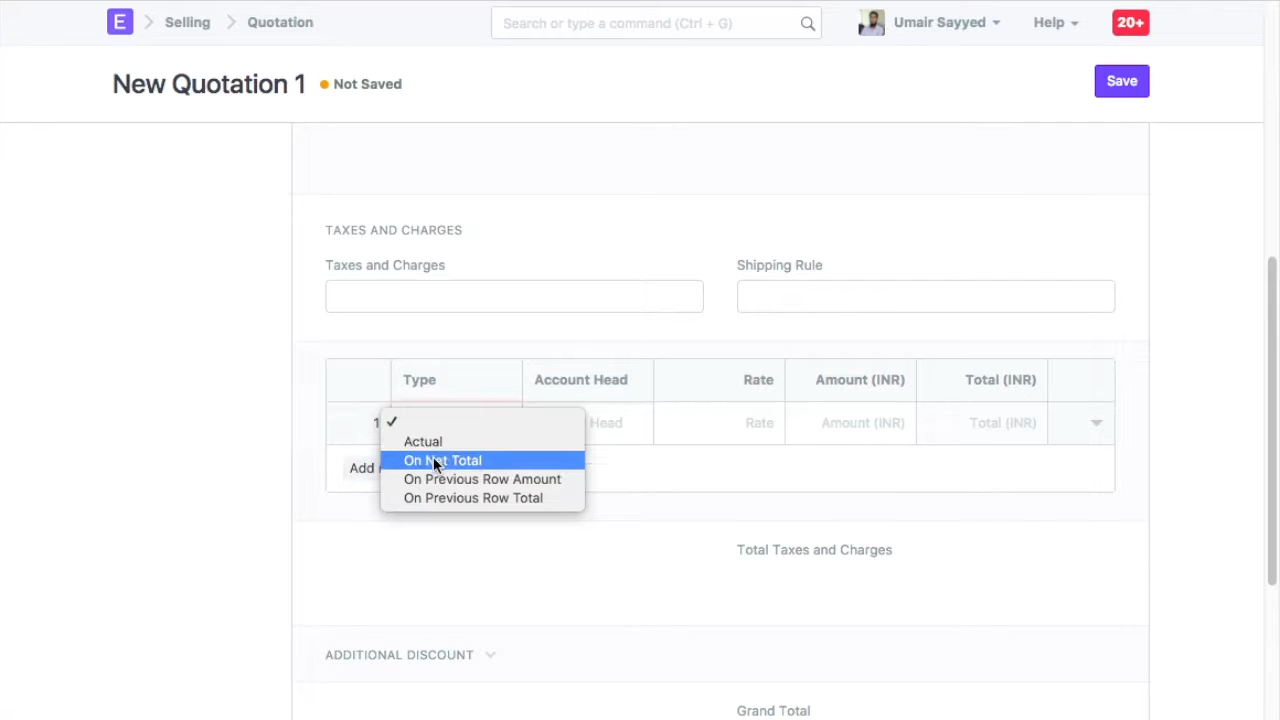 E Selling Quotation Search or type a command (Ctrl + G) Umair Sayyed Help 20+
New Quotation 1 Not Saved Save
TAXES AND CHARGES
Taxes and Charges Shipping Rule
Type Account Head Rate Amount (INR) Total (INR)
1 ✓ Head Rate Amount (INR) Total (INR)
Actual
On Net Total
Add
On Previous Row Amount
On Previous Row Total
Total Taxes and Charges
ADDITIONAL DISCOUNT
Grand Total